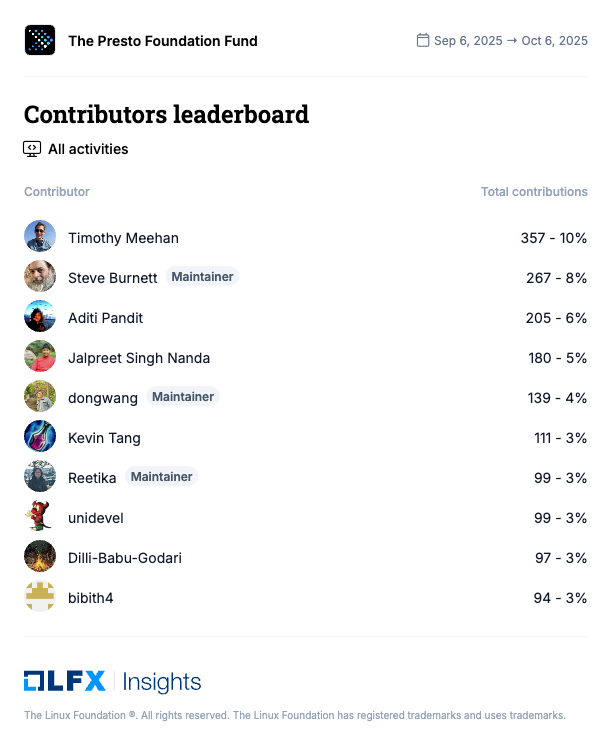 The Presto Foundation Fund
Sep 6, 2025 → Oct 6, 2025
Contributors leaderboard
All activities
Contributor Total contributions
Timothy Meehan 357 - 10%
Steve Burnett Maintainer 267 - 8%
Aditi Pandit 205 - 6%
Jalpreet Singh Nanda 180 - 5%
dongwang Maintainer 139 - 4%
Kevin Tang 111 - 3%
Reetika Maintainer 99 - 3%
unidevel 99 - 3%
Dilli-Babu-Godari 97 - 3%
bibith4 94 - 3%
LFX | Insights
The Linux Foundation ®. All rights reserved. The Linux Foundation has registered trademarks and uses trademarks.